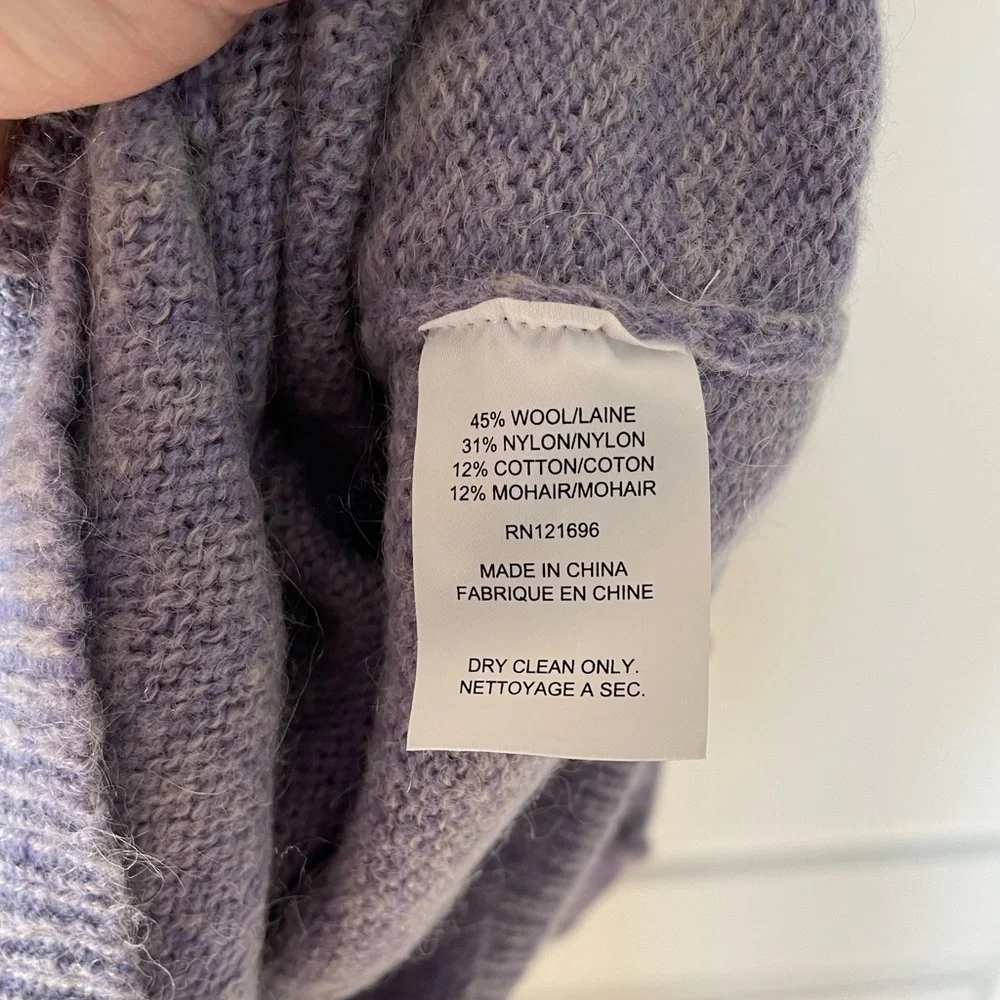 45% WOOL/LAINE
31% NYLON/NYLON
12% COTTON/COTON
12% MOHAIR/MOHAIR
RN121696
MADE IN CHINA
FABRIQUE EN CHINE
DRY CLEAN ONLY.
NETTOYAGE A SEC.